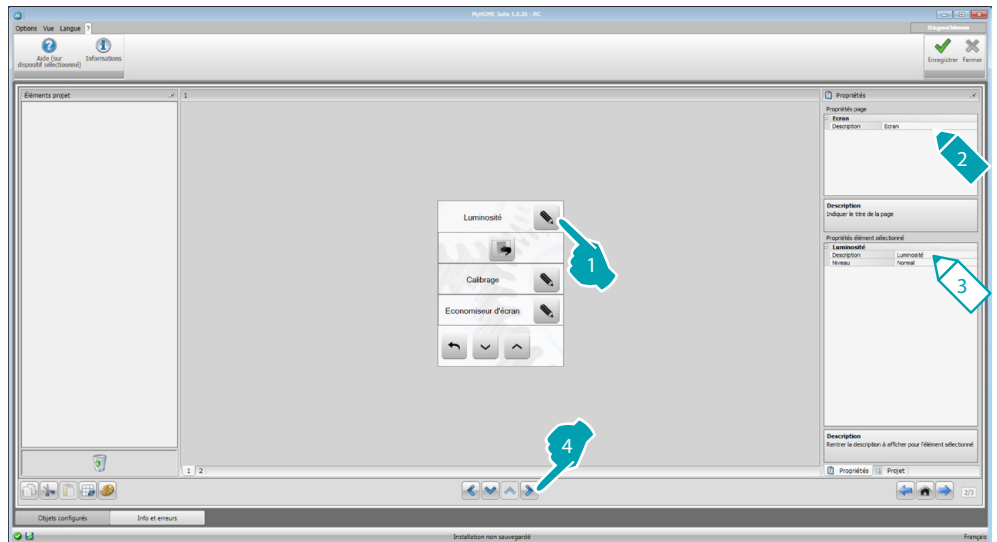 MyHOME Suite 1.0.30 - RC
Options Vue Langue ?
Aide (sur
dispositif sélectionné)
Informations
Enregistrer Fermer
Éléments projet
1
Propriétés
Propriétés page
Ecran
Description Ecran
2
Description
Indiquer le titre de la page
Luminosité
1
Calibrage
Economiseur d'écran
Propriétés élément sélectionné
Luminosité
Description Luminosité
Niveau Normal
3
4
Description
Rentrer la description à afficher pour l'élément sélectionné
1 2
Propriétés Projet
2/3
Objets configurés Info et erreurs
Installation non sauvegardé
Français